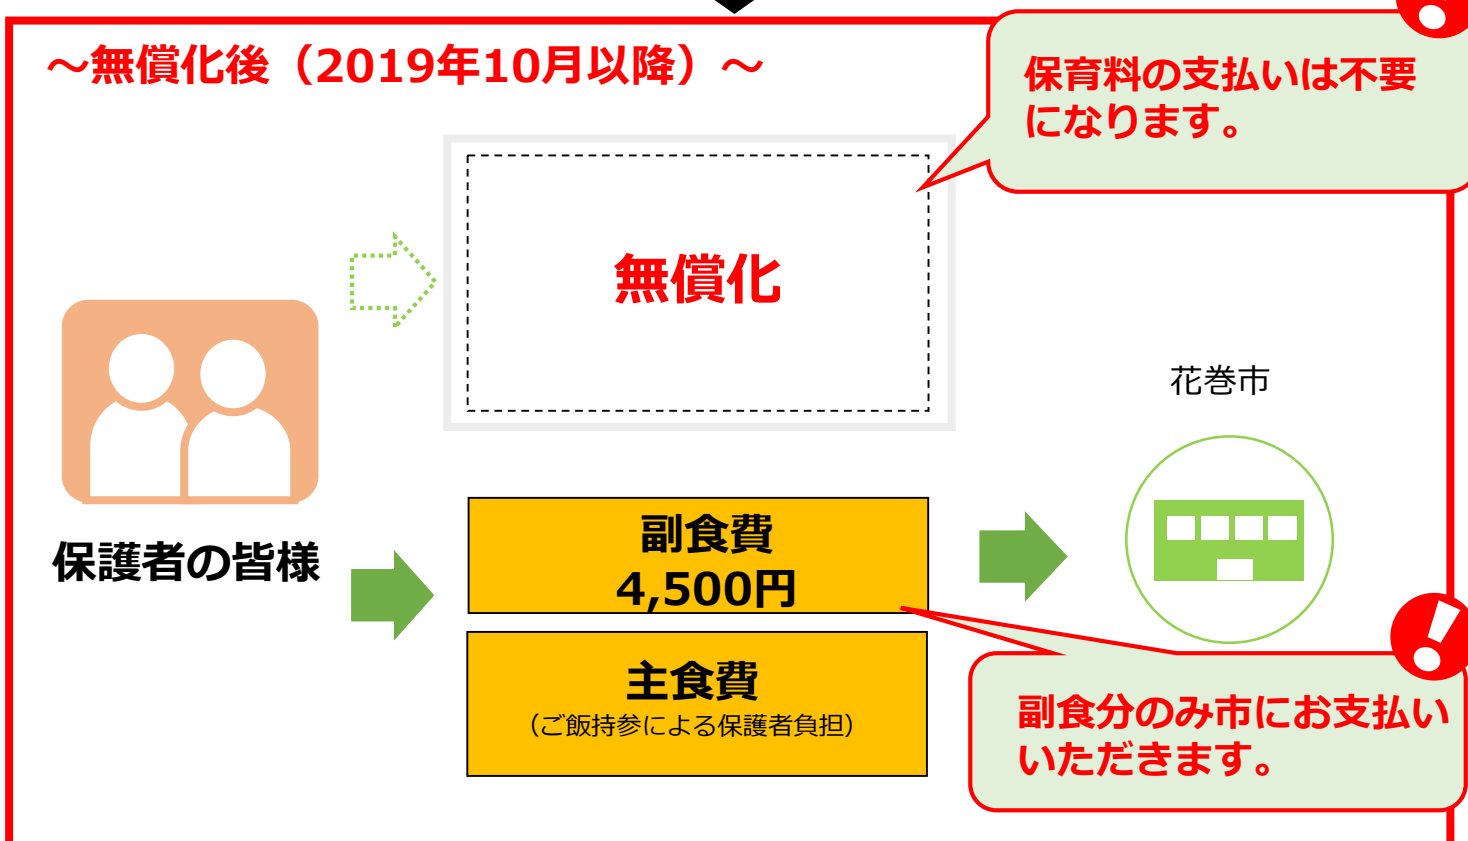 ～無償化後（2019年10月以降）～
保育料の支払いは不要
になります。
無償化
花巻市
保護者の皆様
副食費
4,500円
主食費
（ご飯持参による保護者負担）
副食分のみ市にお支払い
いただきます。